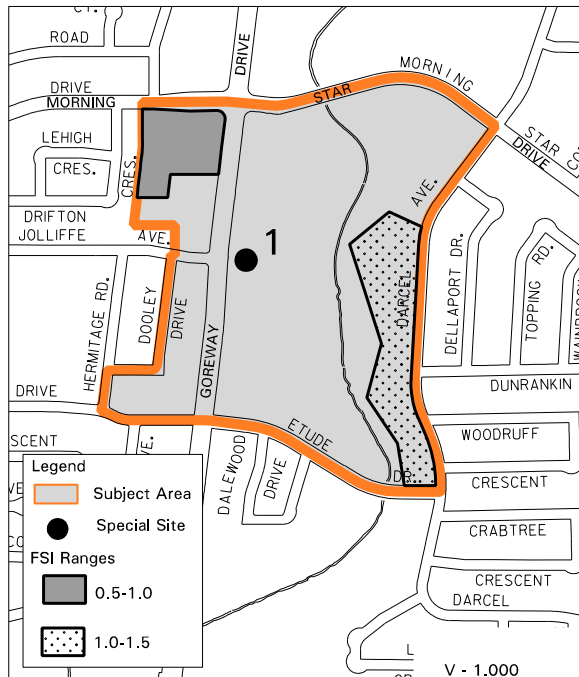 CT.
ROAD
DRIVE
MORNING
STAR
DRIVE
MORNING
STAR
DRIVE
LEHIGH
CRES.
CRES.
AVE.
DRIFTON
JOLLIFFE
AVE.
1
HERMITAGE RD.
DOOLEY
DRIVE
GOREWAY
DARCEL
DELLAPORT DR.
TOPPING RD.
DRIVE
DUNRANKIN
ETUDE
DR.
WOODRUFF
SCENT
VE.
DALEWOOD
DRIVE
CRESCENT
CRABTREE
CRESCENT
DARCEL
Legend
Subject Area
Special Site
FSI Ranges
0.5-1.0
1.0-1.5
V - 1.000